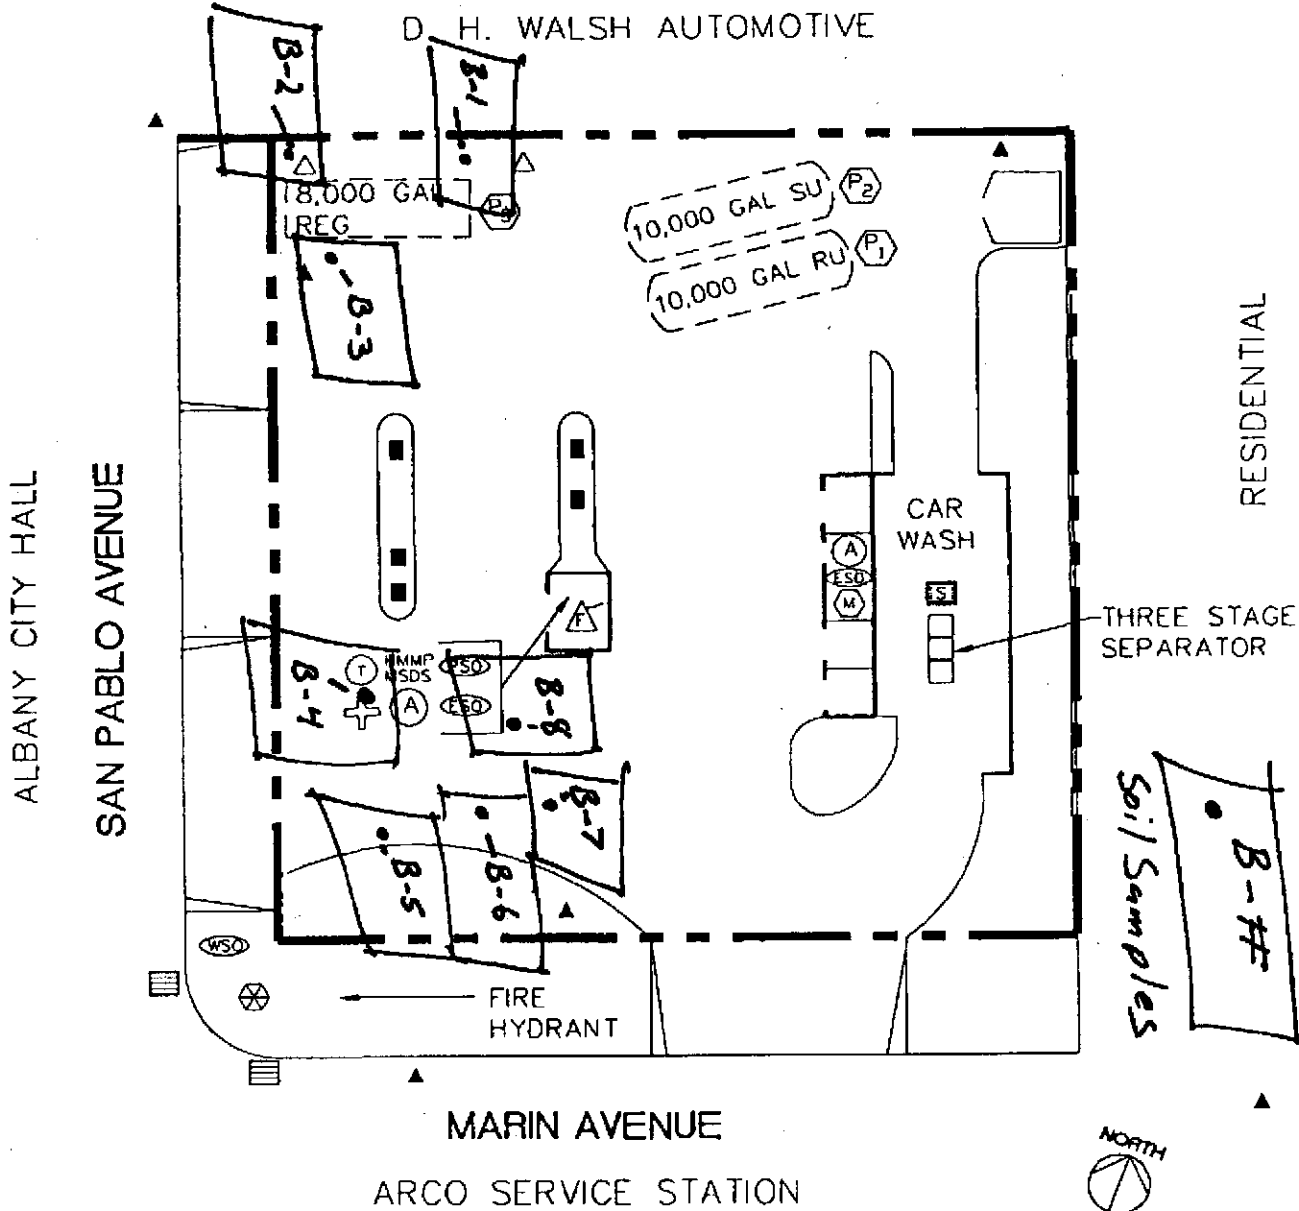 D. H. WALSH AUTOMOTIVE
B-2
B-1
8,000 GAL
REG
P3
10,000 GAL SU
P2
10,000 GAL RU
P1
B-3
RESIDENTIAL
ALBANY CITY HALL
SAN PABLO AVENUE
CAR
WASH
A
ESO
M
S
F
THREE STAGE
SEPARATOR
B-4
T
HMMP
MSDS
PSO
A
ESO
B-8
B-7
B-5
B-6
B-#
Soil Samples
WSO
FIRE
HYDRANT
MARIN AVENUE
ARCO SERVICE STATION
NORTH